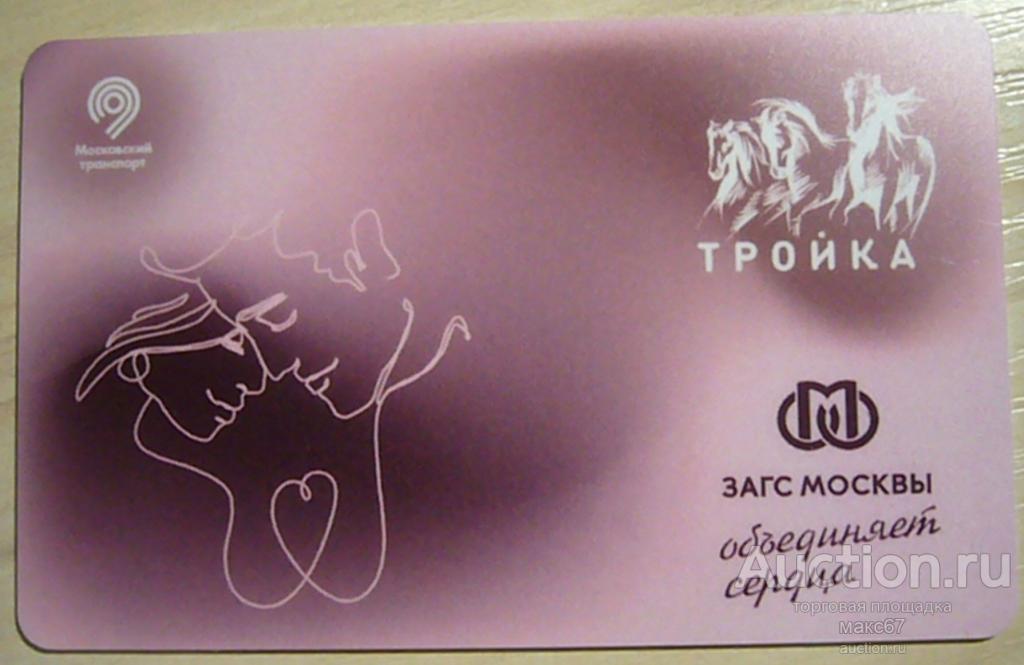 Московский
транспорт
ТРОЙКА
ЗАГС МОСКВЫ
объединяет
сердца
Auction.ru
торговая площадка
макс67
auction.ru